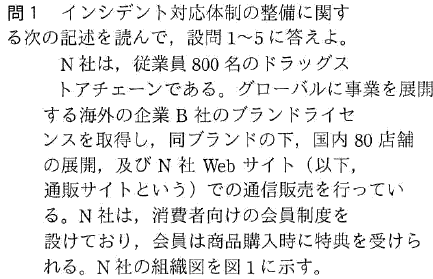 問1 インシデント対応体制の整備に関す
る次の記述を読んで，設問1～5に答えよ。
N社は，従業員800名のドラッグス
トアチェーンである。グローバルに事業を展開
する海外の企業B社のブランドライセ
ンスを取得し，同ブランドの下，国内80店舗
の展開，及びN社Webサイト（以下，
通販サイトという）での通信販売を行ってい
る。N社は，消費者向けの会員制度を
設けており，会員は商品購入時に特典を受けら
れる。N社の組織図を図1に示す。